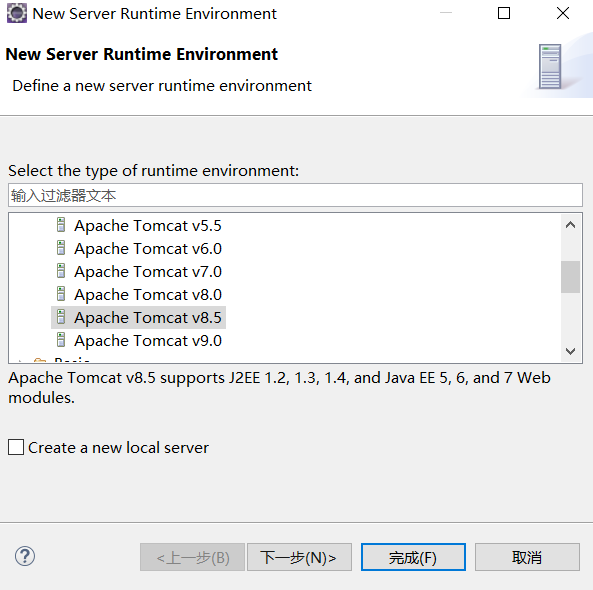 New Server Runtime Environment
New Server Runtime Environment
Define a new server runtime environment
Select the type of runtime environment:
输入过滤器文本
Apache Tomcat v5.5
Apache Tomcat v6.0
Apache Tomcat v7.0
Apache Tomcat v8.0
Apache Tomcat v8.5
Apache Tomcat v9.0
Basic
Apache Tomcat v8.5 supports J2EE 1.2, 1.3, 1.4, and Java EE 5, 6, and 7 Web
modules.
Create a new local server
? <上一步(B) 下一步(N)> 完成(F) 取消